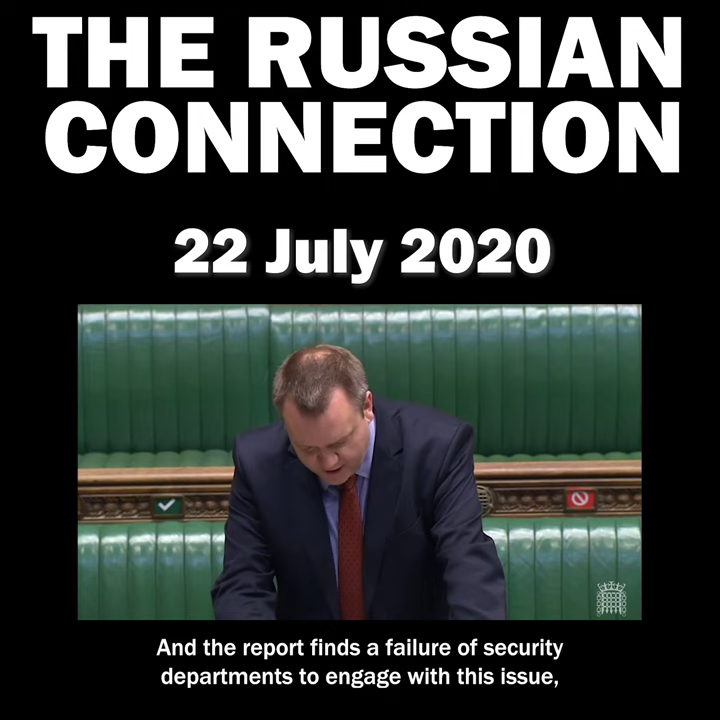 THE RUSSIAN
CONNECTION
22 July 2020
And the report finds a failure of security
departments to engage with this issue,